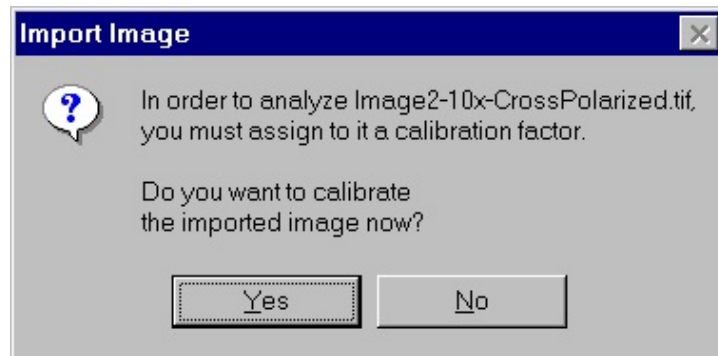 Import Image
In order to analyze Image2-10x-CrossPolarized.tif,
you must assign to it a calibration factor.
Do you want to calibrate
the imported image now?
Yes
No